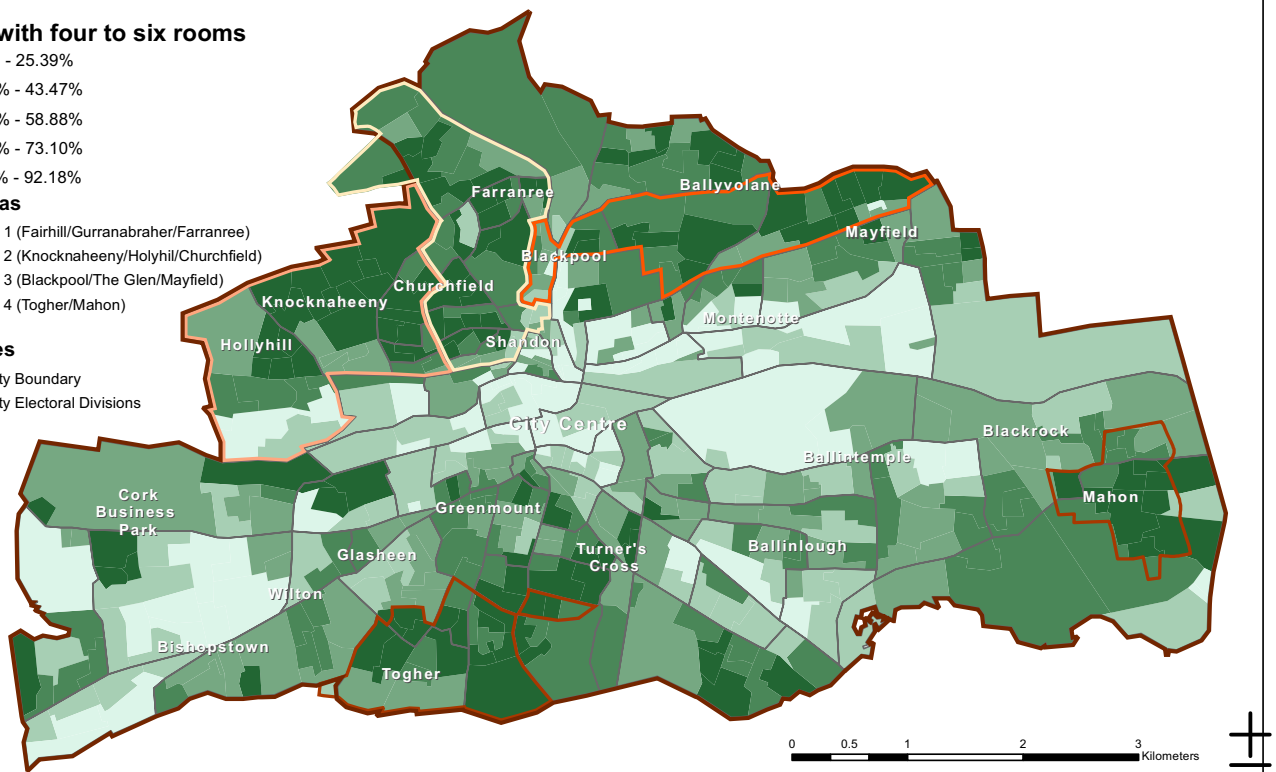 with four to six rooms
- 25.39%
% - 43.47%
% - 58.88%
% - 73.10%
% - 92.18%
as
1 (Fairhill/Gurranabraher/Farranree)
2 (Knocknaheeny/Holyhil/Churchfield)
3 (Blackpool/The Glen/Mayfield)
4 (Togher/Mahon)
es
ty Boundary
ty Electoral Divisions
Farranree
Ballyvolane
Mayfield
Blackpool
Churchfield
Knocknaheeny
Montenotte
Hollyhill
Shandon
City Centre
Blackrock
Ballintemple
Cork
Business
Park
Mahon
Greenmount
Glasheen
Turner's
Cross
Ballinlough
Wilton
Bishopstown
Togher
0 0.5 1 2 3
Kilometers